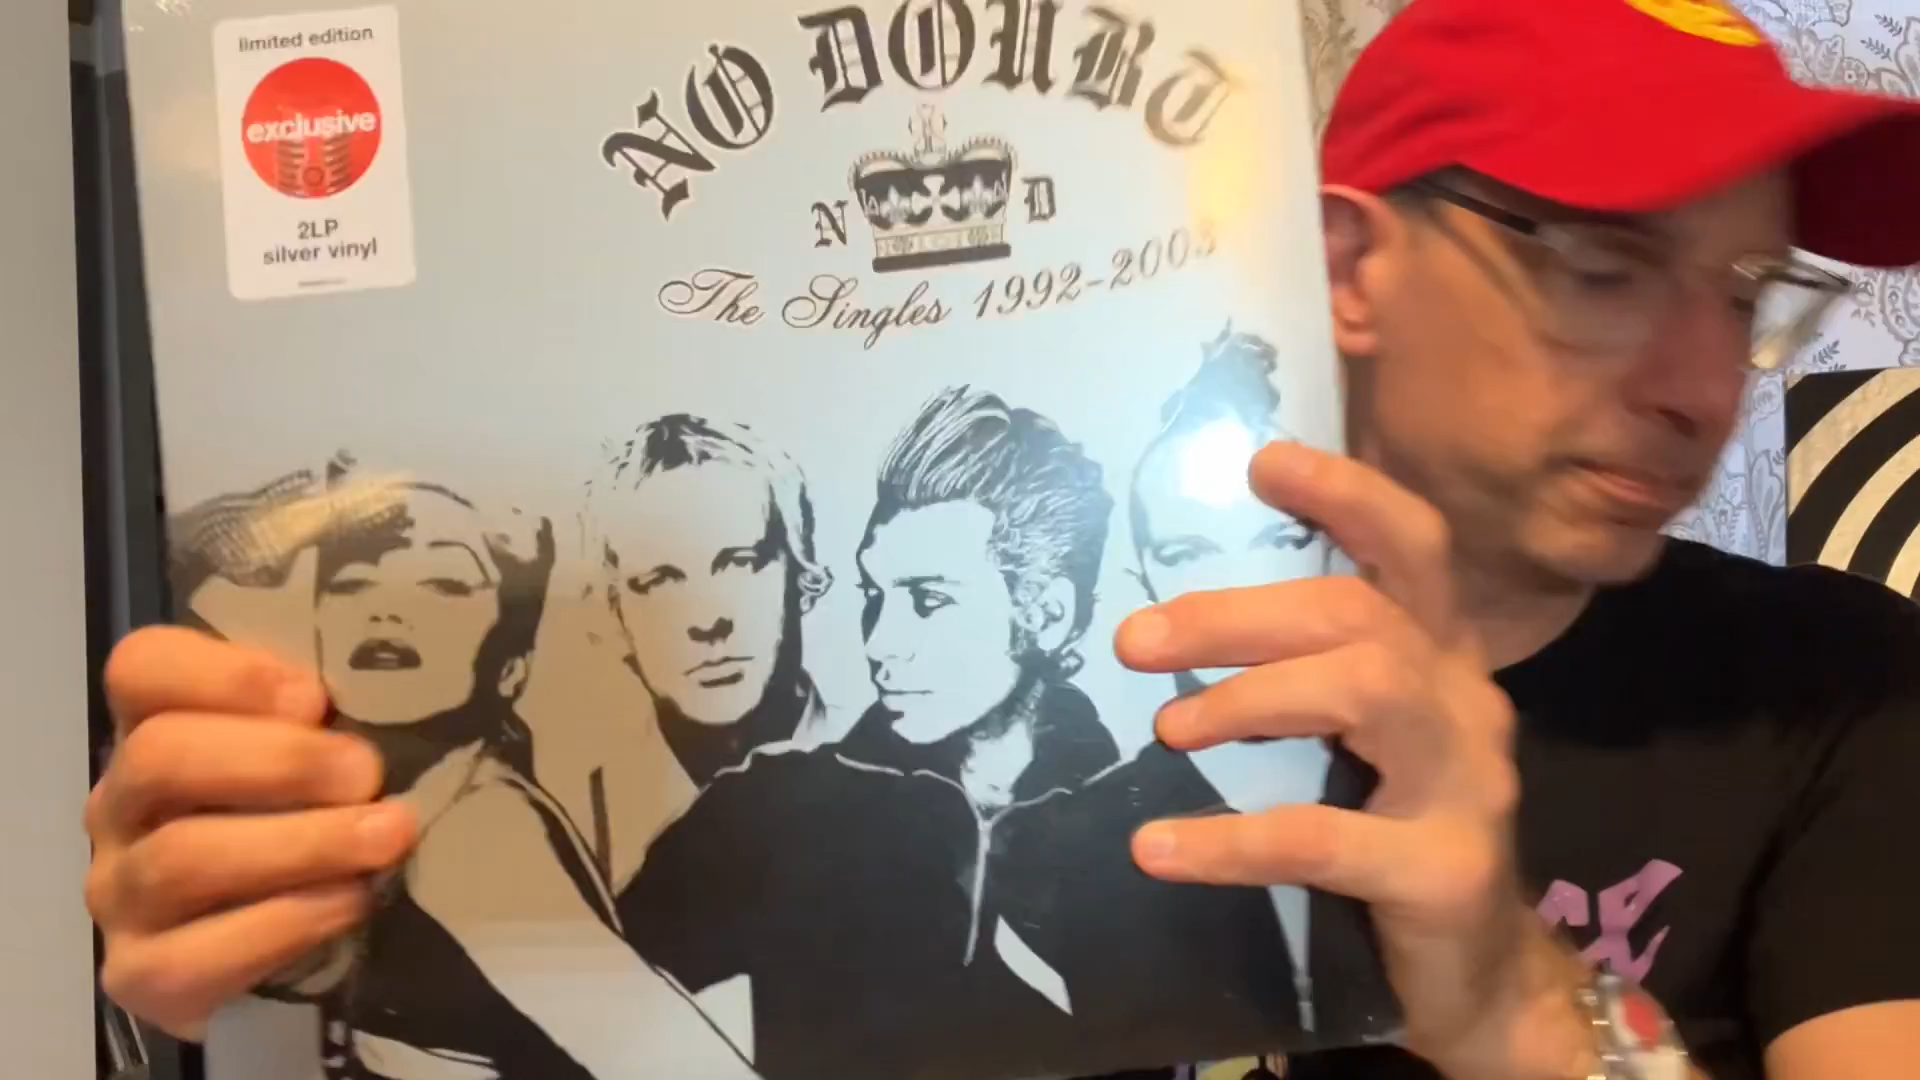 limited edition
exclusive
2LP
silver vinyl
NO DOUBT
N D
The Singles 1992-2003